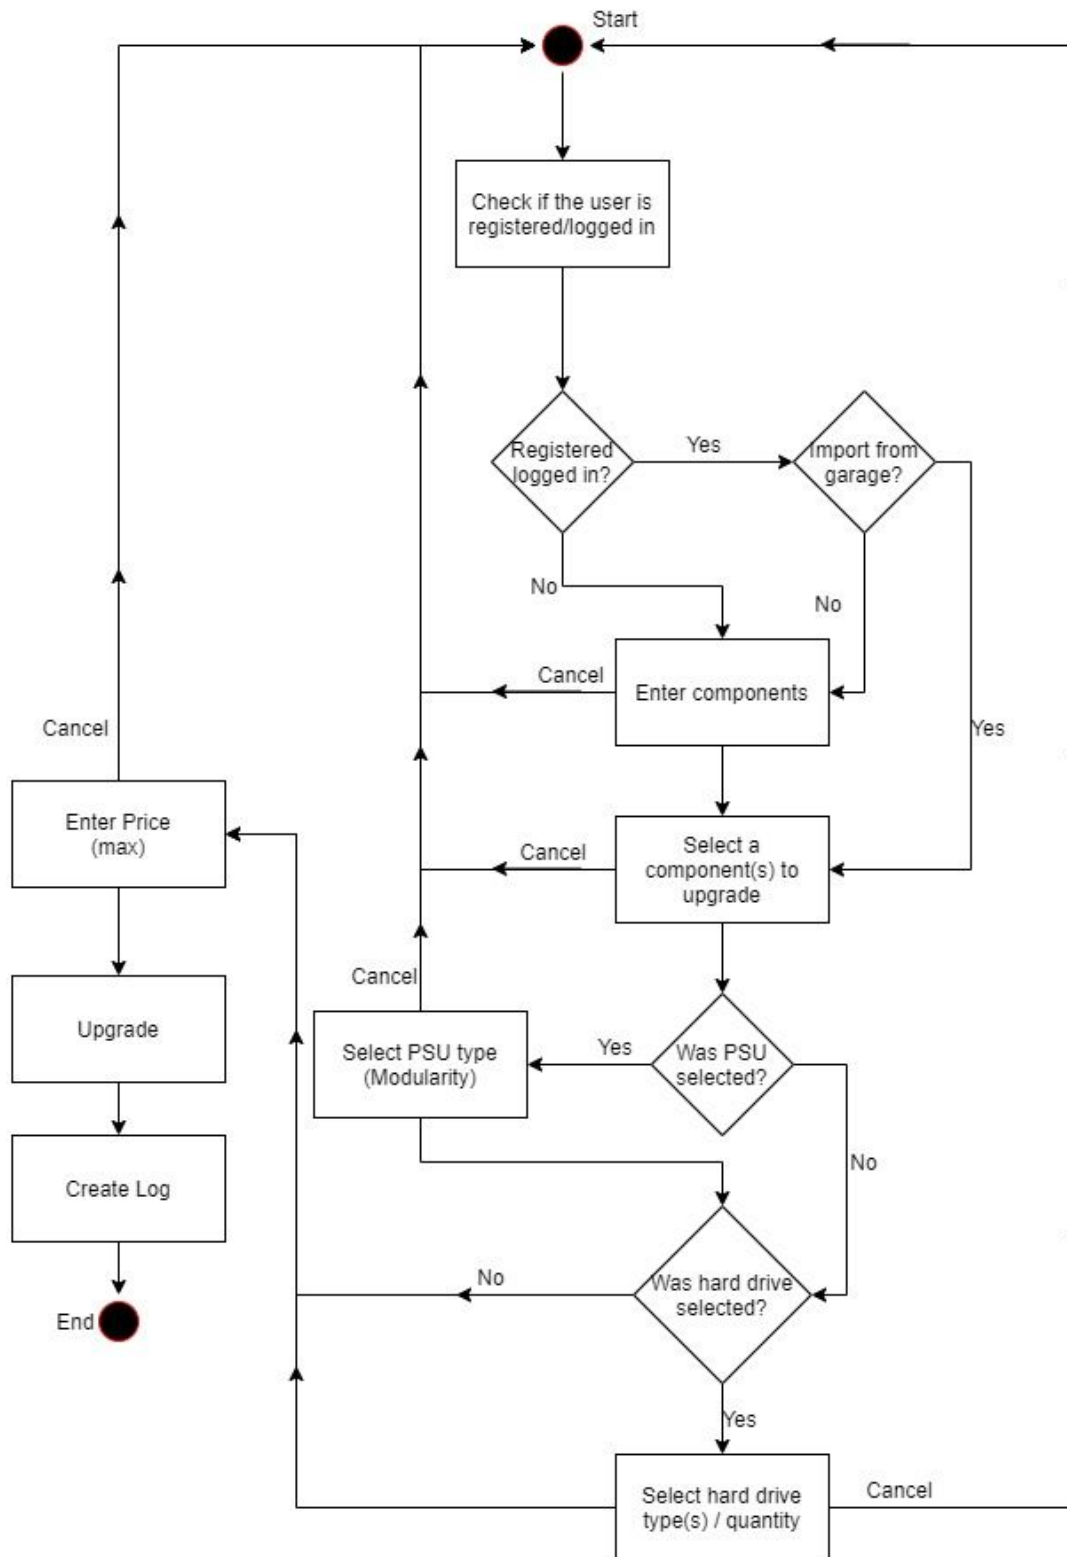 Start
Check if the user is
registered/logged in
Registered
logged in?
Yes
Import from
garage?
No
No
Cancel
Enter components
Yes
Cancel
Enter Price
(max)
Cancel
Select a
component(s) to
upgrade
Cancel
Upgrade
Select PSU type
(Modularity)
Yes
Was PSU
selected?
No
Create Log
No
Was hard drive
selected?
End
Yes
Select hard drive
type(s) / quantity
Cancel